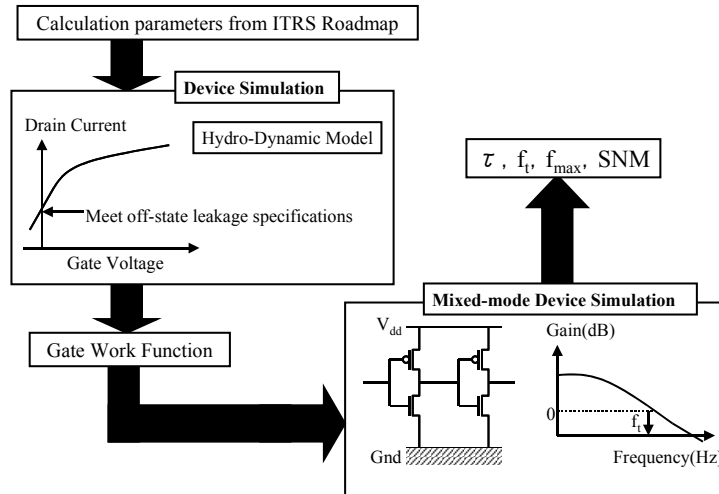 Calculation parameters from ITRS Roadmap
Device Simulation
Drain Current
Hydro-Dynamic Model
Meet off-state leakage specifications
Gate Voltage
Gate Work Function
τ , ft, fmax, SNM
Mixed-mode Device Simulation
Vdd
Gnd
Gain(dB)
0
ft
Frequency(Hz)